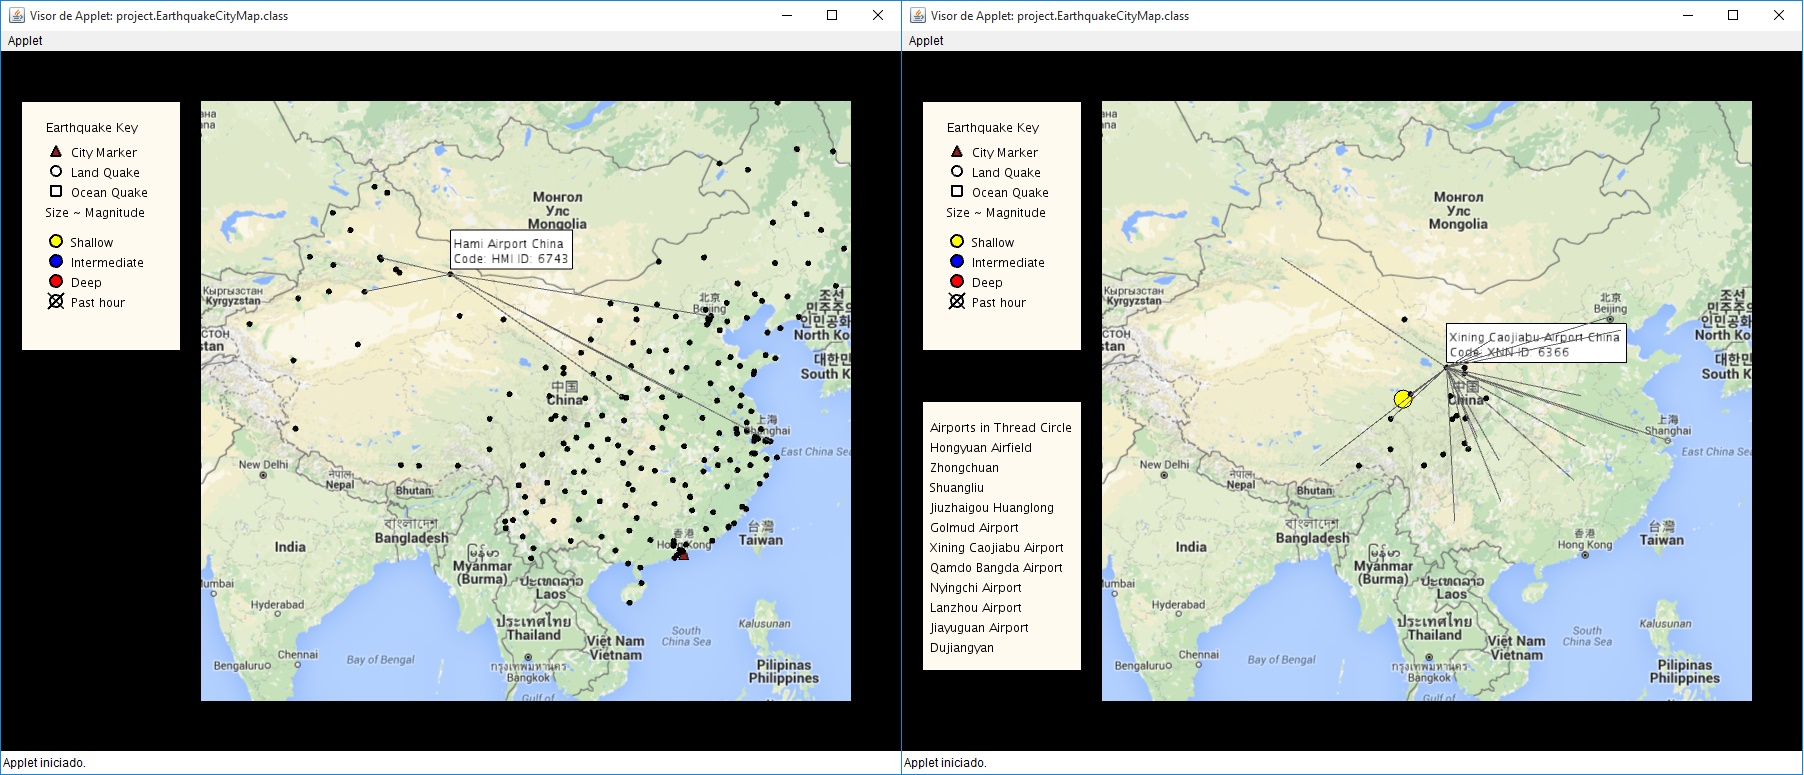 Visor de Applet: project.EarthquakeCityMap.class
Applet
Earthquake Key
City Marker
Land Quake
Ocean Quake
Size ~ Magnitude
Shallow
Intermediate
Deep
Past hour
Монгол
Улс
Mongolia
Hami Airport China
Code: HMI ID: 6743
Кыргызстан
Kyrgyzstan
стон
stan
北京
Beijing
조선
민주주의
인민공화
North Ko
대한민
South K
中国
China
上海
Shanghai
East China Sea
New Delhi
नेपाल
Nepal
Bhutan
বাংলাদেশ
Bangladesh
India
香港
Hong Kong
台灣
Taiwan
Myanmar
(Burma)
ປະເທດລາວ
Laos
umbai
Hyderabad
ประเทศไทย
Thailand
Việt Nam
Vietnam
South
China Sea
Kalusunan
Bengaluru
Chennai
Bay of Bengal
กรุงเทพมหานคร
Bangkok
Pilipinas
Philippines
Gulf of
Applet iniciado.
Visor de Applet: project.EarthquakeCityMap.class
Applet
Earthquake Key
City Marker
Land Quake
Ocean Quake
Size ~ Magnitude
Shallow
Intermediate
Deep
Past hour
Airports in Thread Circle
Hongyuan Airfield
Zhongchuan
Shuangliu
Jiuzhaigou Huanglong
Golmud Airport
Xining Caojiabu Airport
Qamdo Bangda Airport
Nyingchi Airport
Lanzhou Airport
Jiayuguan Airport
Dujiangyan
Монгол
Улс
Mongolia
Кыргызстан
Kyrgyzstan
стон
stan
北京
Beijing
Xining Caojiabu Airport China
Code: XNN ID: 6366
조선
민주주의
인민공화
North Ko
대한민
South K
中国
China
上海
Shanghai
East China Sea
New Delhi
नेपाल
Nepal
Bhutan
বাংলাদেশ
Bangladesh
India
香港
Hong Kong
台灣
Taiwan
Myanmar
(Burma)
ປະເທດລາວ
Laos
umbai
Hyderabad
ประเทศไทย
Thailand
Việt Nam
Vietnam
South
China Sea
Kalusunan
Bengaluru
Chennai
Bay of Bengal
กรุงเทพมหานคร
Bangkok
Pilipinas
Philippines
Gulf of
Applet iniciado.